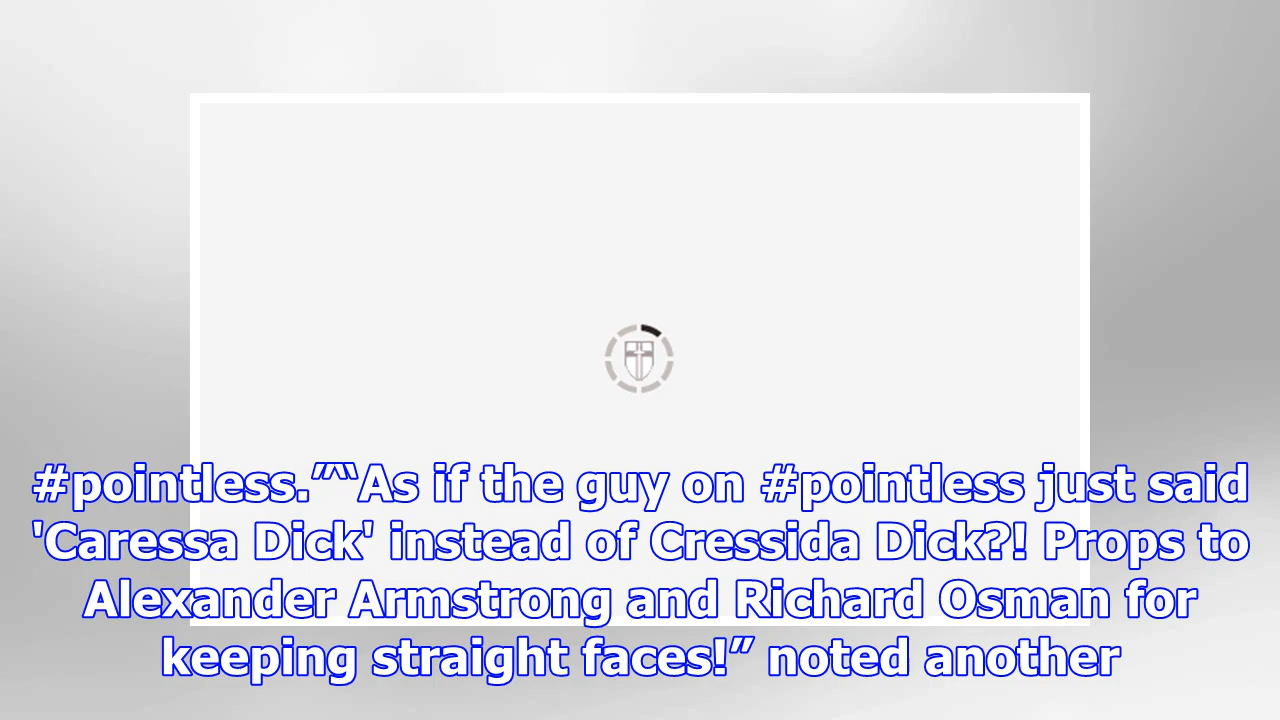 #pointless.”“As if the guy on #pointless just said
'Caressa Dick' instead of Cressida Dick?! Props to
Alexander Armstrong and Richard Osman for
keeping straight faces!” noted another